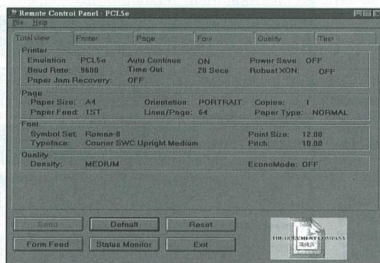 Remote Control Panel - PCL5e
File Help
Total view Printer Page Font Quality Test
Printer
Emulation: PCL5e Auto Continue ON Power Save: OFF
Baud Rate: 9600 Time Out: 20 Secs Robust XON: OFF
Paper Jam Recovery: OFF
Page
Paper Size: A4 Orientation: PORTRAIT Copies: 1
Paper Feed: 1ST Lines/Page: 64 Paper Type: NORMAL
Font
Symbol Set: Roman-8 Point Size: 12.00
Typeface: Courier SWC Upright Medium Pitch: 10.00
Quality
Density: MEDIUM EconoMode: OFF
Send Default Reset
Form Feed Status Monitor Exit
THE DOCUMENT COMPANY